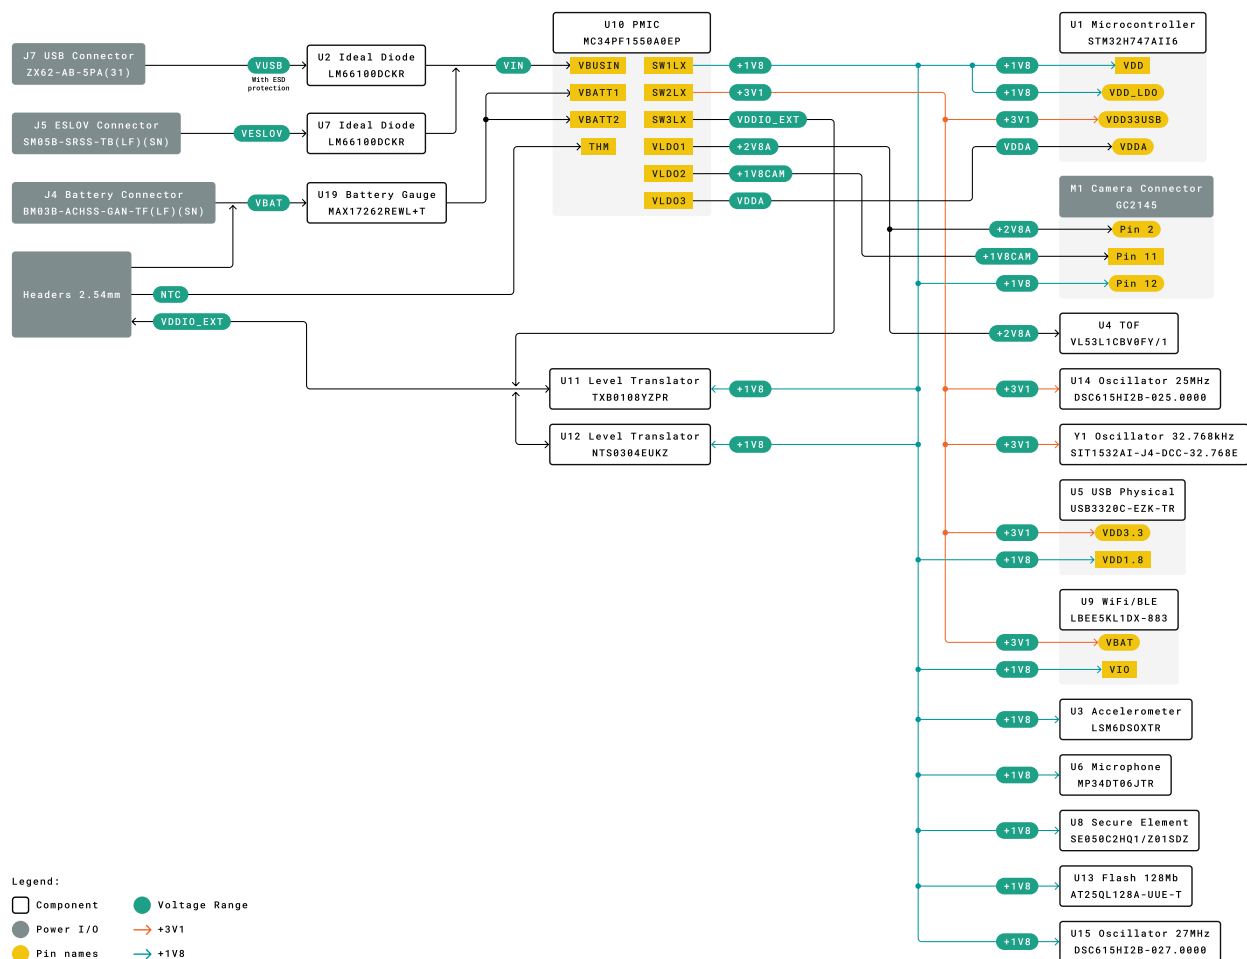 J7 USB Connector
ZX62-AB-5PA(31)
VUSB
With ESD
protection
U2 Ideal Diode
LM66100DCKR
VIN
J5 ESLOV Connector
SM05B-SRSS-TB(LF)(SN)
VESLOV
U7 Ideal Diode
LM66100DCKR
J4 Battery Connector
BM03B-ACHSS-GAN-TF(LF)(SN)
VBAT
U19 Battery Gauge
MAX17262REWL+T
Headers 2.54mm
NTC
VDDIO_EXT
U10 PMIC
MC34PF1550A0EP
VBUSIN
VBATT1
VBATT2
THM
SW1LX
SW2LX
SW3LX
VLDO1
VLDO2
VLDO3
+1V8
+3V1
VDDIO_EXT
+2V8A
+1V8CAM
VDDA
U11 Level Translator
TXB0108YZPR
+1V8
U12 Level Translator
NTS0304EUKZ
+1V8
U1 Microcontroller
STM32H747AII6
+1V8
VDD
+1V8
VDD_LDO
+3V1
VDD33USB
VDDA
VDDA
M1 Camera Connector
GC2145
+2V8A
Pin 2
+1V8CAM
Pin 11
+1V8
Pin 12
+2V8A
U4 TOF
VL53L1CBV0FY/1
+3V1
U14 Oscillator 25MHz
DSC615HI2B-025.0000
+3V1
Y1 Oscillator 32.768kHz
SIT1532AI-J4-DCC-32.768E
U5 USB Physical
USB3320C-EZK-TR
+3V1
VDD3.3
+1V8
VDD1.8
U9 WiFi/BLE
LBEE5KL1DX-883
+3V1
VBAT
+1V8
VIO
+1V8
U3 Accelerometer
LSM6DSOXTR
+1V8
U6 Microphone
MP34DT06JTR
+1V8
U8 Secure Element
SE050C2HQ1/Z01SDZ
+1V8
U13 Flash 128Mb
AT25QL128A-UUE-T
+1V8
U15 Oscillator 27MHz
DSC615HI2B-027.0000
Legend:
Component
Voltage Range
Power I/O
+3V1
Pin names
+1V8